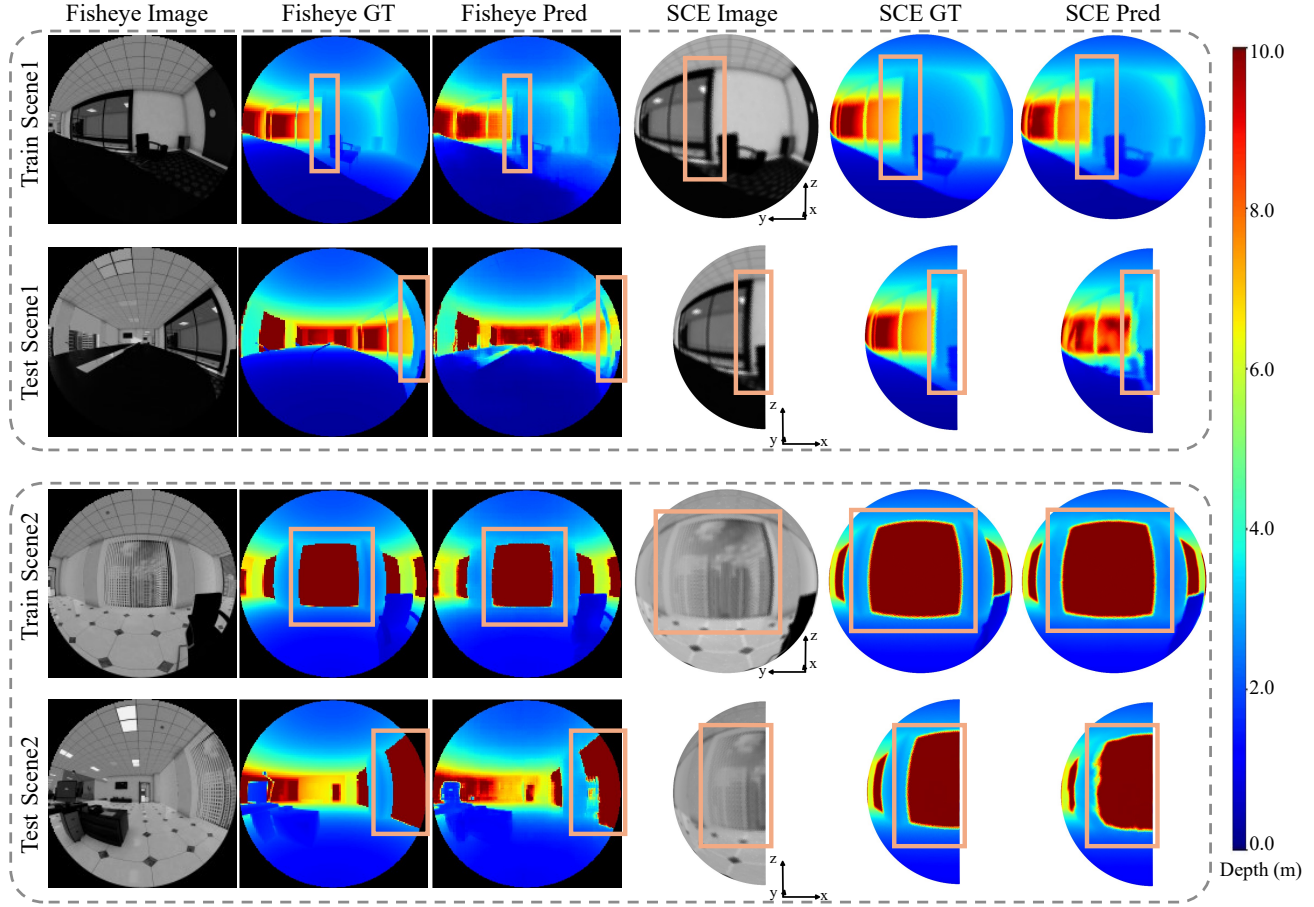 Fisheye Image Fisheye GT Fisheye Pred SCE Image SCE GT SCE Pred
Train Scene1
z
x
y
10.0
8.0
Test Scene1
z
y
x
6.0
Train Scene2
z
x
y
4.0
2.0
Test Scene2
z
y
x
0.0
Depth (m)